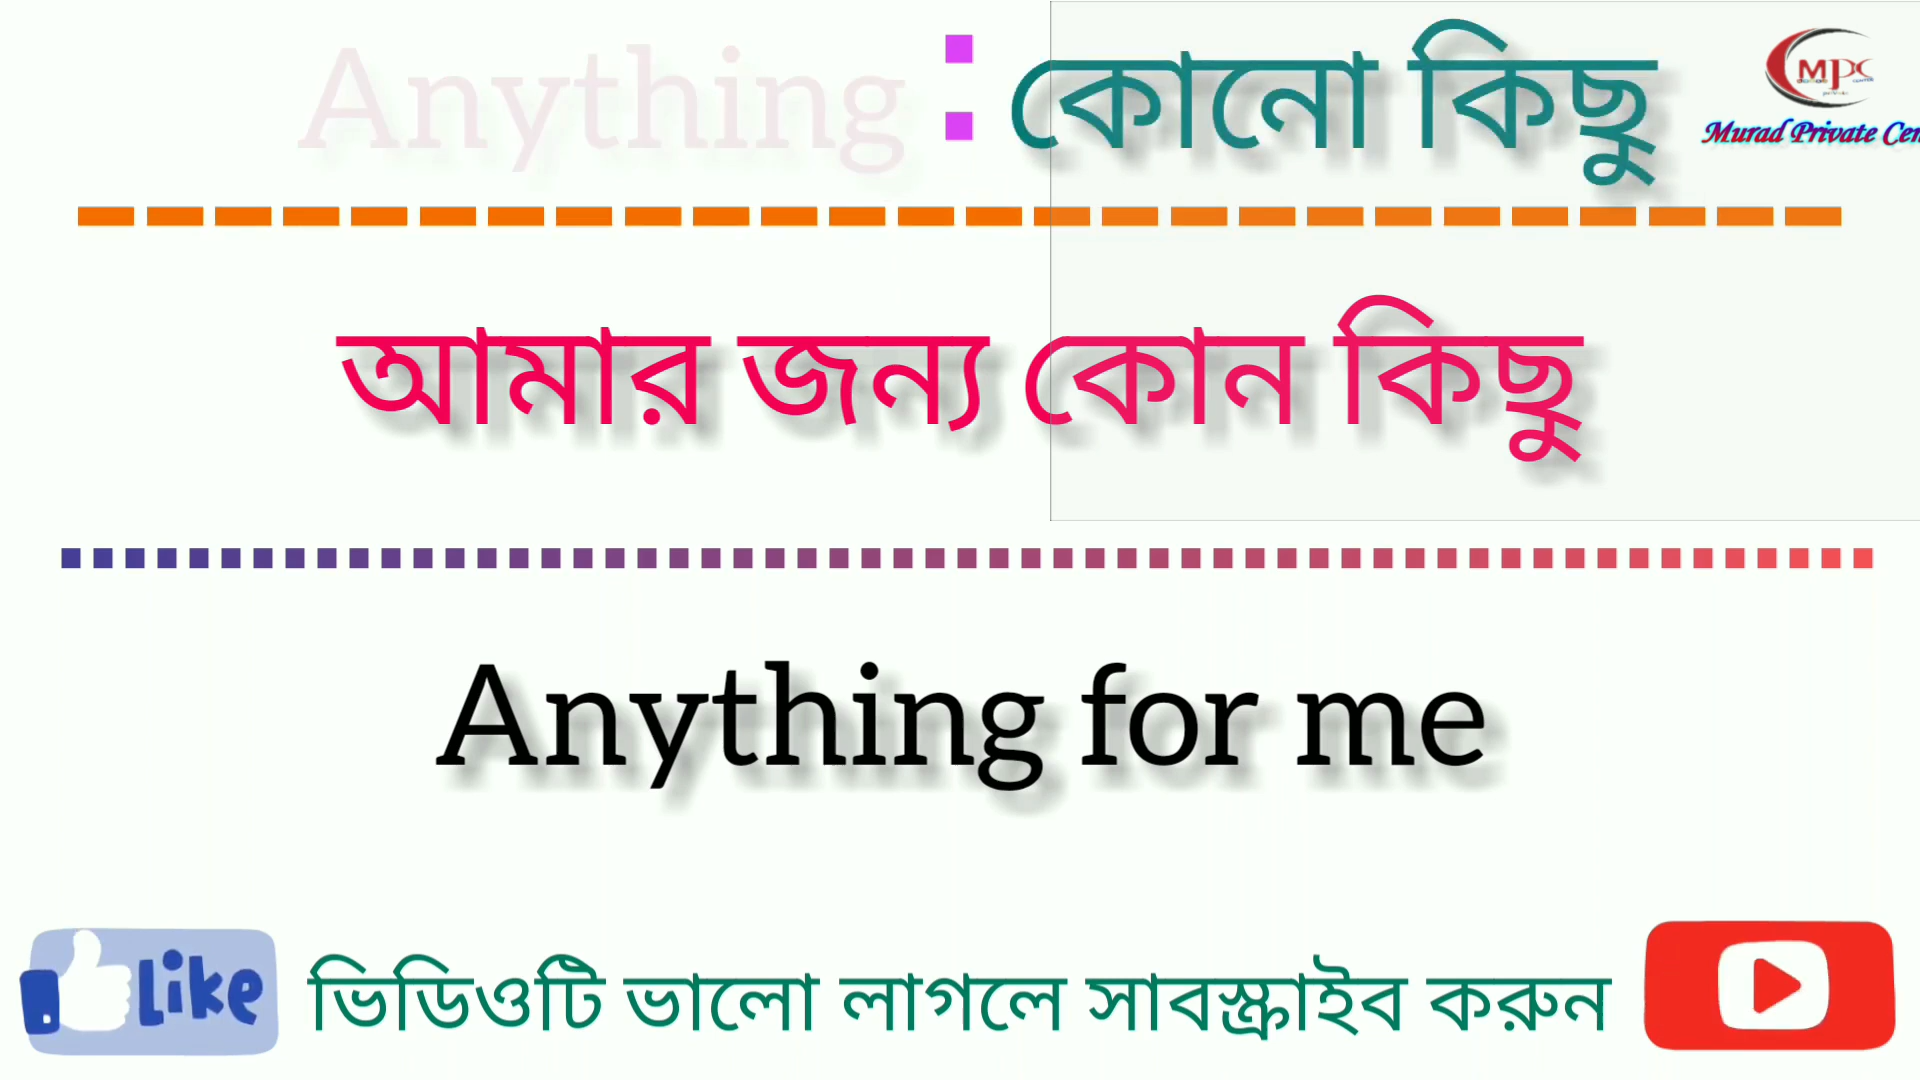 Anything : কোনো কিছু
MPC
Murad Private Cen
আমার জন্য কোন কিছু
Anything for me
Like
ভিডিওটি ভালো লাগলে সাবস্ক্রাইব করুন